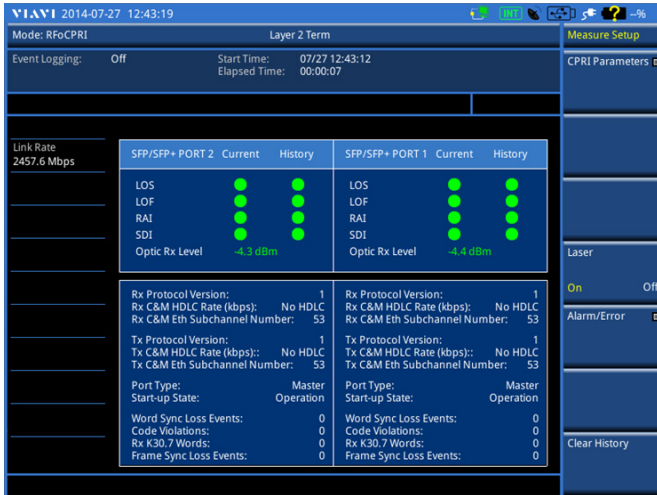 VIAVI 2014-07-27 12:43:19 INT ? --%
Mode: RFoCPRI Layer 2 Term Measure Setup
Event Logging: Off Start Time: 07/27 12:43:12
Elapsed Time: 00:00:07
CPRI Parameters
Link Rate
2457.6 Mbps
SFP/SFP+ PORT 2 Current History SFP/SFP+ PORT 1 Current History
LOS LOS
LOF LOF
RAI RAI
SDI SDI
Optic Rx Level -4.3 dBm Optic Rx Level -4.4 dBm
Laser
On Off
Alarm/Error
Rx Protocol Version: 1 Rx Protocol Version: 1
Rx C&M HDLC Rate (kbps): No HDLC Rx C&M HDLC Rate (kbps): No HDLC
Rx C&M Eth Subchannel Number: 53 Rx C&M Eth Subchannel Number: 53
Tx Protocol Version: 1 Tx Protocol Version: 1
Tx C&M HDLC Rate (kbps):: No HDLC Tx C&M HDLC Rate (kbps):: No HDLC
Tx C&M Eth Subchannel Number: 53 Tx C&M Eth Subchannel Number: 53
Port Type: Master Port Type: Master
Start-up State: Operation Start-up State: Operation
Word Sync Loss Events: 0 Word Sync Loss Events: 0
Code Violations: 0 Code Violations: 0
Rx K30.7 Words: 0 Rx K30.7 Words: 0
Frame Sync Loss Events: 0 Frame Sync Loss Events: 0
Clear History